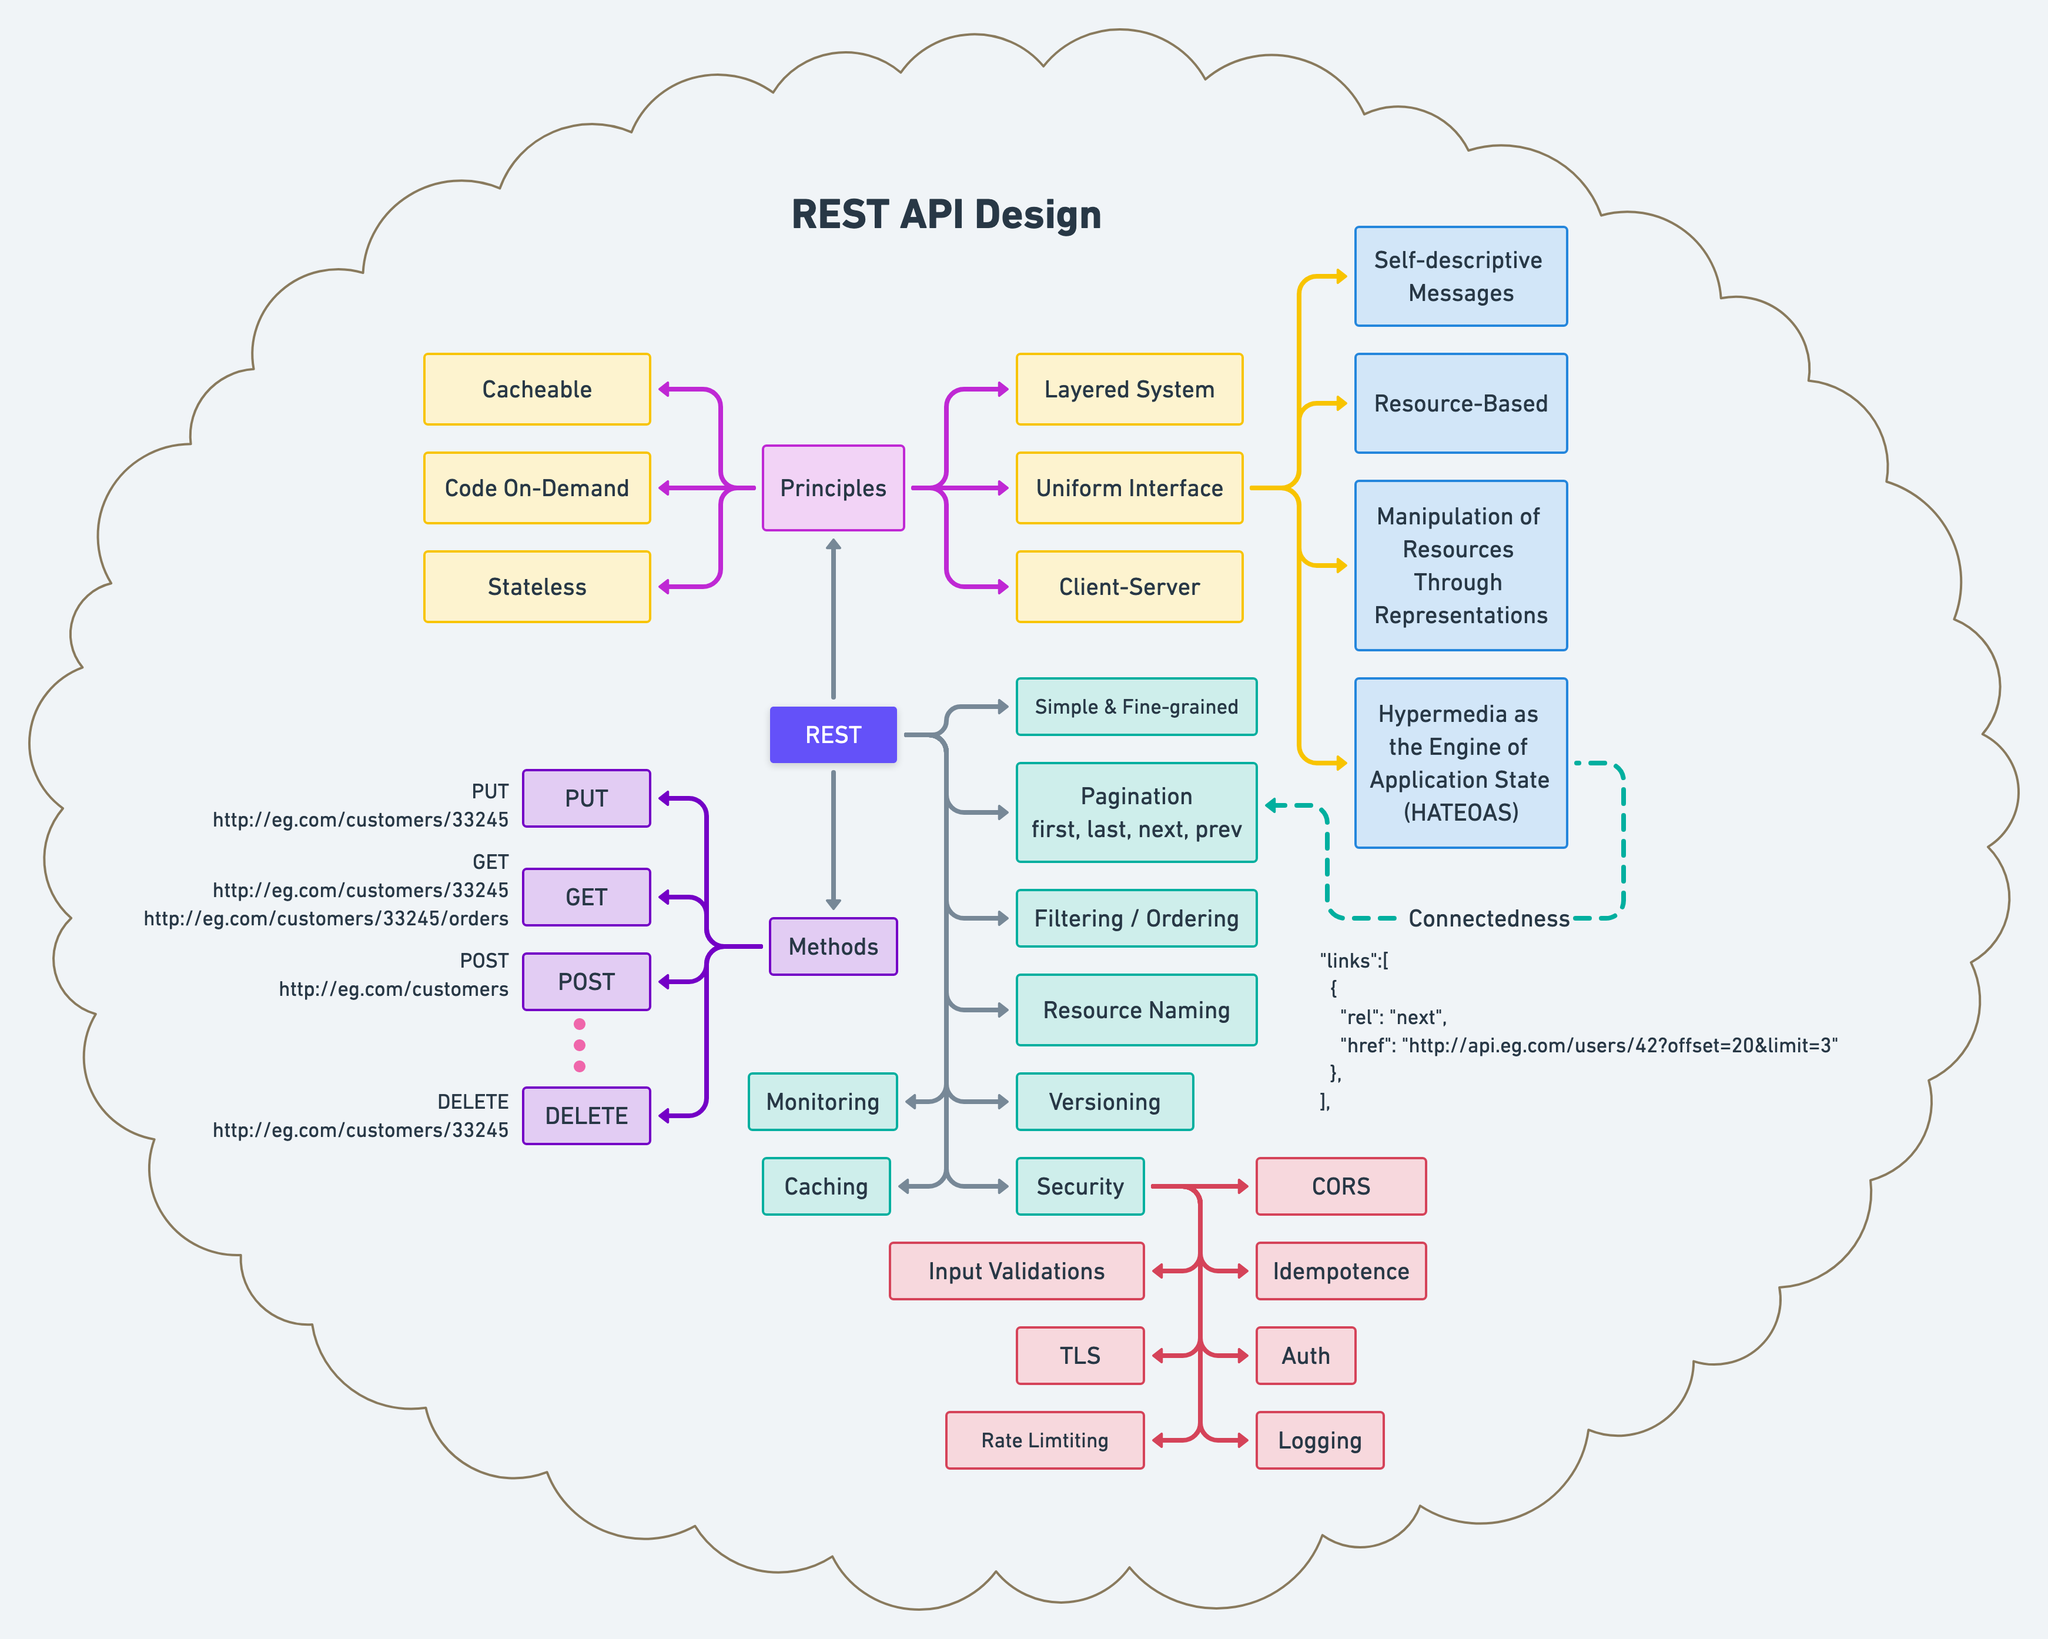 REST API Design
Self-descriptive
Messages
Cacheable
Layered System
Resource-Based
Code On-Demand
Principles
Uniform Interface
Manipulation of
Resources
Through
Representations
Stateless
Client-Server
Simple & Fine-grained
REST
Hypermedia as
the Engine of
Application State
(HATEOAS)
PUT
http://eg.com/customers/33245
PUT
Pagination
first, last, next, prev
GET
http://eg.com/customers/33245
http://eg.com/customers/33245/orders
GET
Methods
Filtering / Ordering
Connectedness
POST
http://eg.com/customers
POST
Resource Naming
"links":[
{
"rel": "next",
"href": "http://api.eg.com/users/42?offset=20&limit=3"
},
],
DELETE
http://eg.com/customers/33245
DELETE
Monitoring
Versioning
Caching
Security
CORS
Input Validations
Idempotence
TLS
Auth
Rate Limtiting
Logging